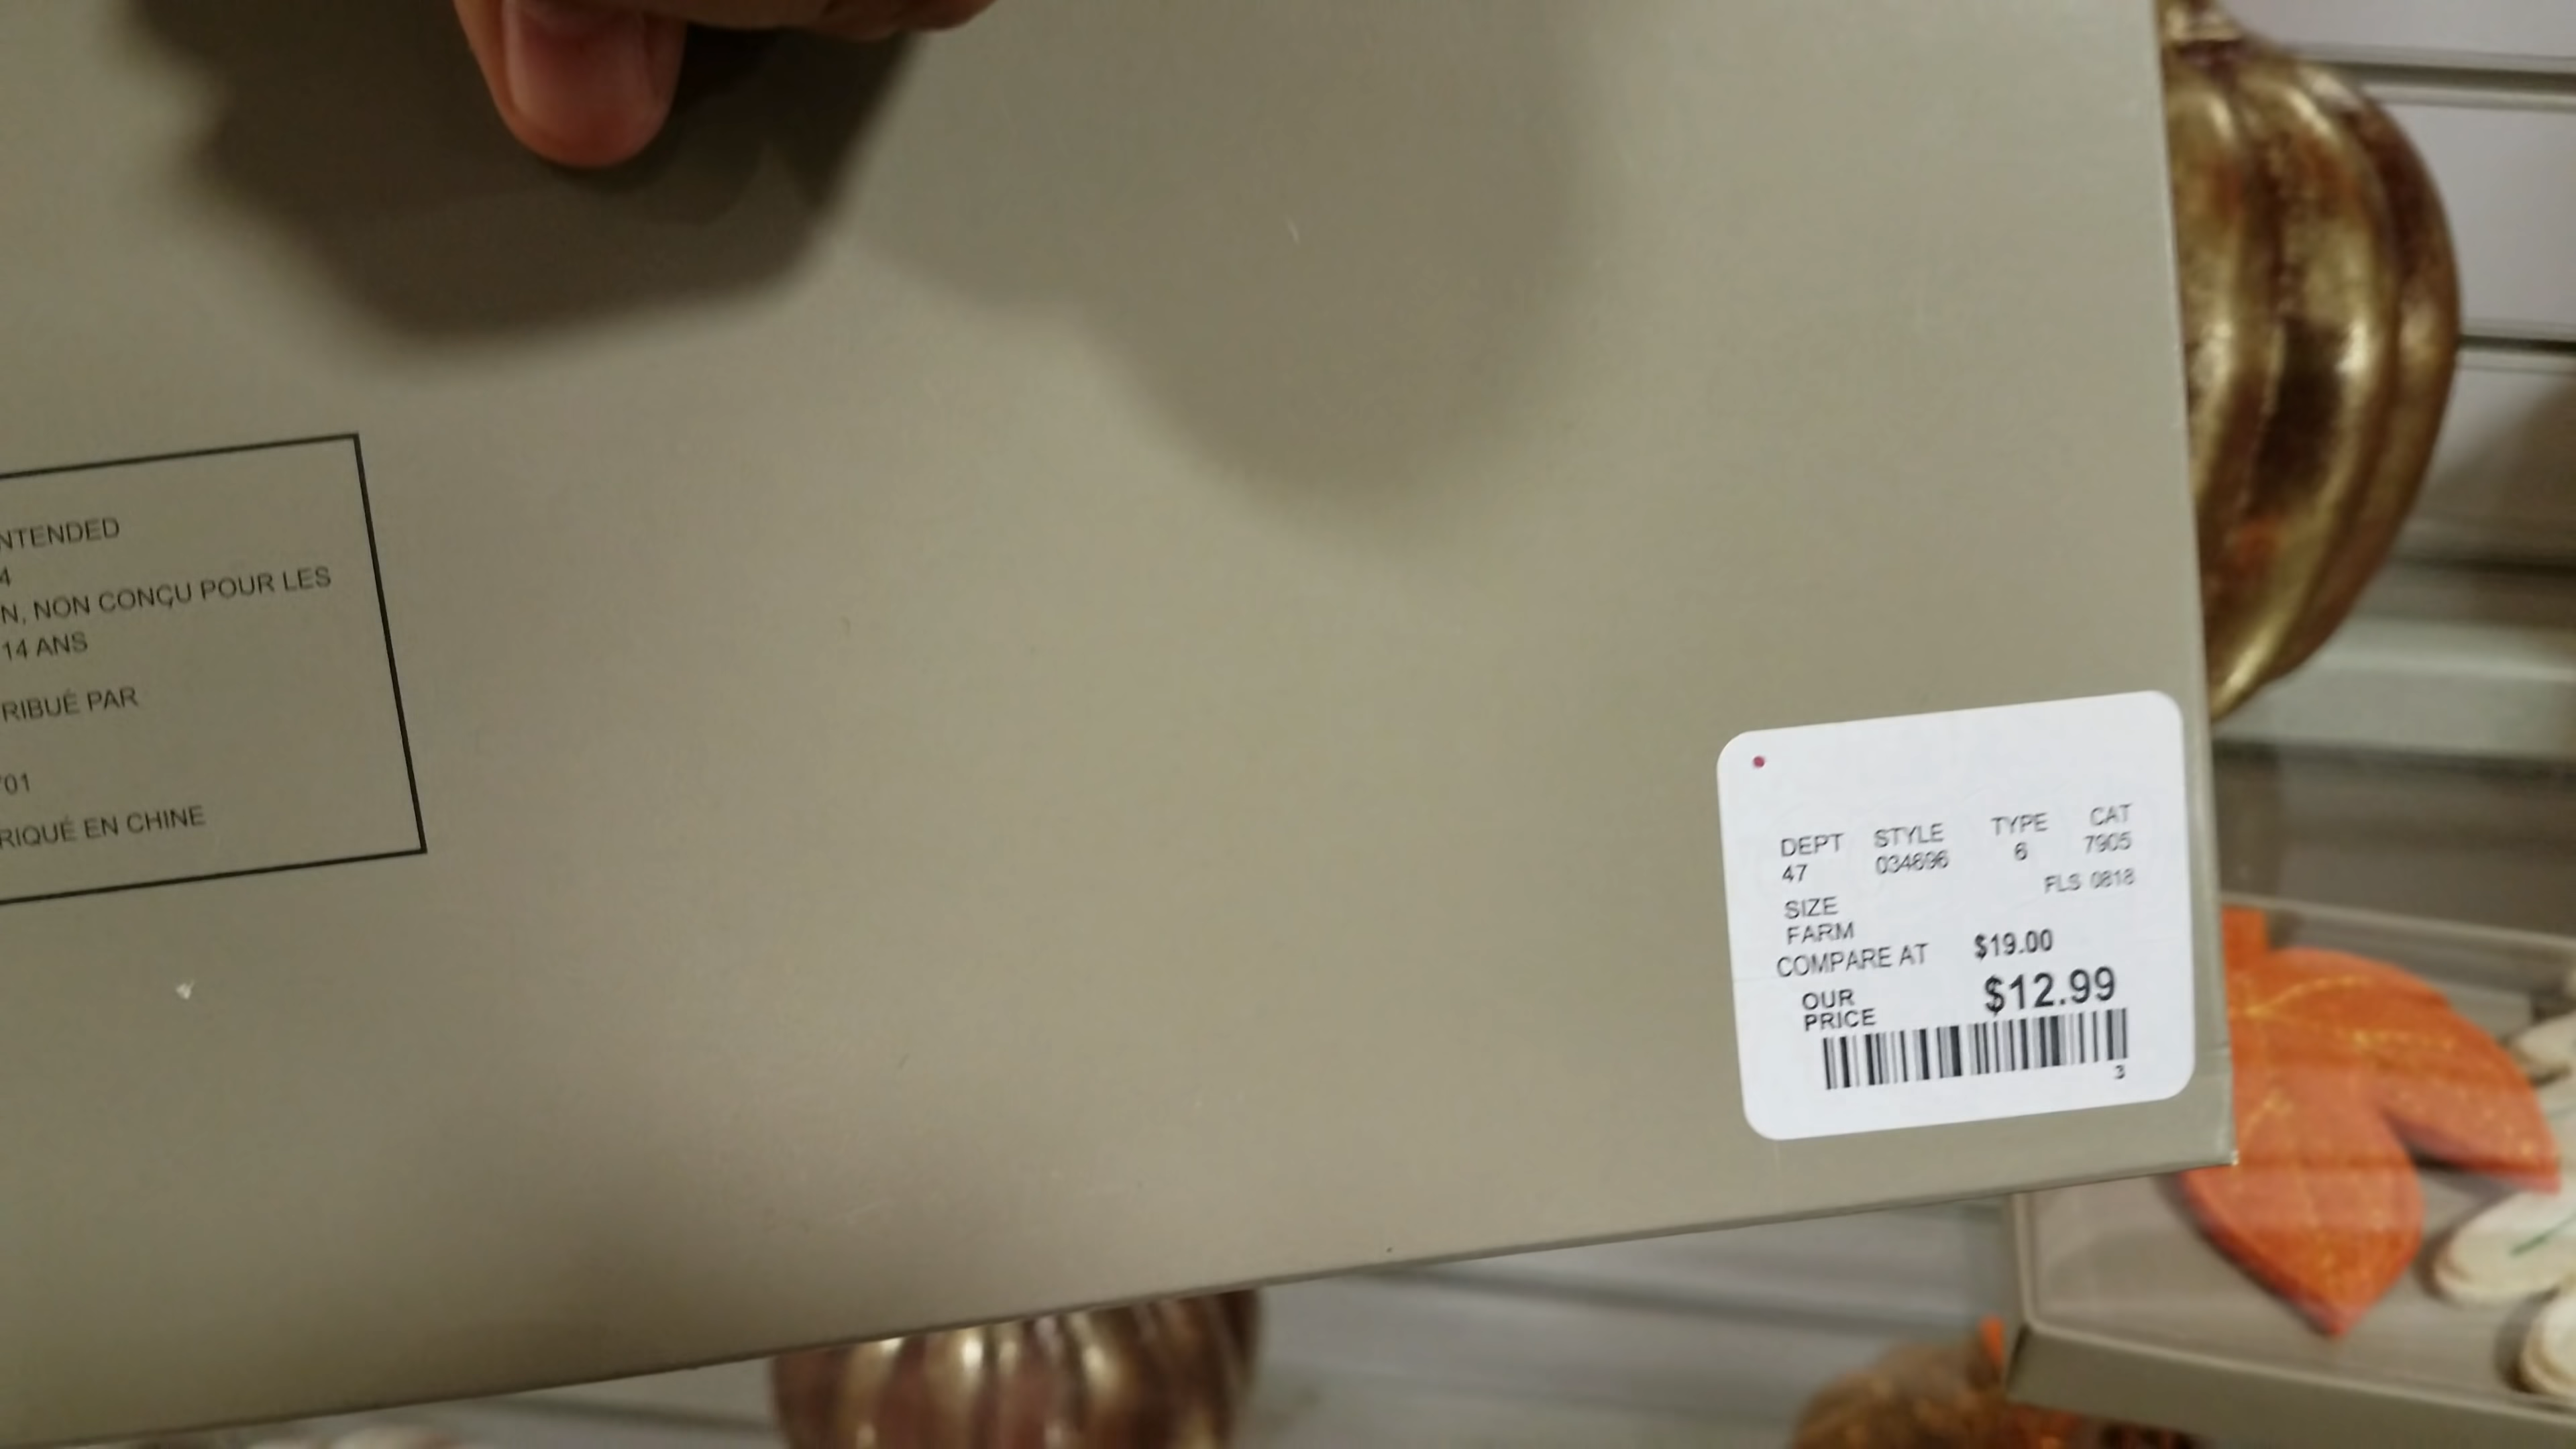 NTENDED
4
N, NON CONÇU POUR LES
14 ANS
RIBUÉ PAR
701
RIQUÉ EN CHINE
DEPT STYLE TYPE CAT
47 034696 6 7905
FLS 0818
SIZE
FARM
COMPARE AT $19.00
OUR PRICE $12.99
3